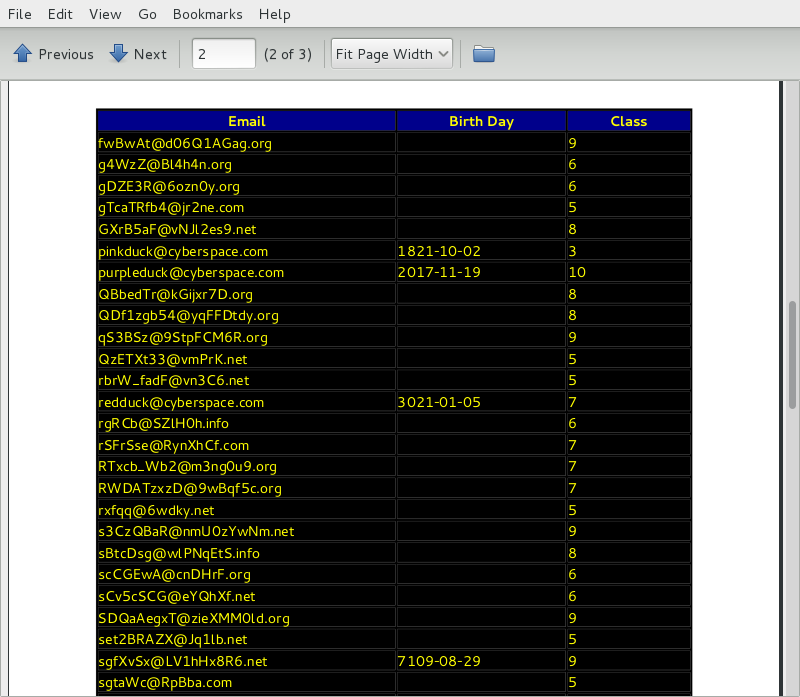 File Edit View Go Bookmarks Help
Previous Next 2 (2 of 3) Fit Page Width
Email Birth Day Class
fwBwAt@d06Q1AGag.org 9
g4WzZ@Bl4h4n.org 6
gDZE3R@6ozn0y.org 6
gTcaTRfb4@jr2ne.com 5
GXrB5aF@vNJl2es9.net 8
pinkduck@cyberspace.com 1821-10-02 3
purpleduck@cyberspace.com 2017-11-19 10
QBbedTr@kGijxr7D.org 8
QDf1zgb54@yqFFDtdy.org 8
qS3BSz@9StpFCM6R.org 9
QzETXt33@vmPrK.net 5
rbrW_fadF@vn3C6.net 5
redduck@cyberspace.com 3021-01-05 7
rgRCb@SZlH0h.info 6
rSFrSse@RynXhCf.com 7
RTxcb_Wb2@m3ng0u9.org 7
RWDATzxzD@9wBqf5c.org 7
rxfqq@6wdky.net 5
s3CzQBaR@nmU0zYwNm.net 9
sBtcDsg@wlPNqEtS.info 8
scCGEwA@cnDHrF.org 6
sCv5cSCG@eYQhXf.net 6
SDQaAegxT@zieXMM0ld.org 9
set2BRAZX@Jq1lb.net 5
sgfXvSx@LV1hHx8R6.net 7109-08-29 9
sgtaWc@RpBba.com 5